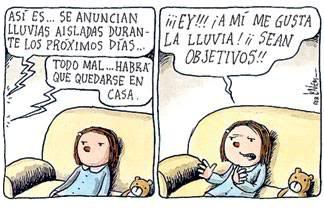 ASÍ ES... SE ANUNCIAN
LLUVIAS AISLADAS DURAN-
TE LOS PRÓXIMOS DÍAS...
TODO MAL... HABRÁ
QUE QUEDARSE EN
CASA.
¡¡¡EY!!! ¡A MÍ ME GUSTA
LA LLUVIA! ¡¡ SEAN
OBJETIVOS!!